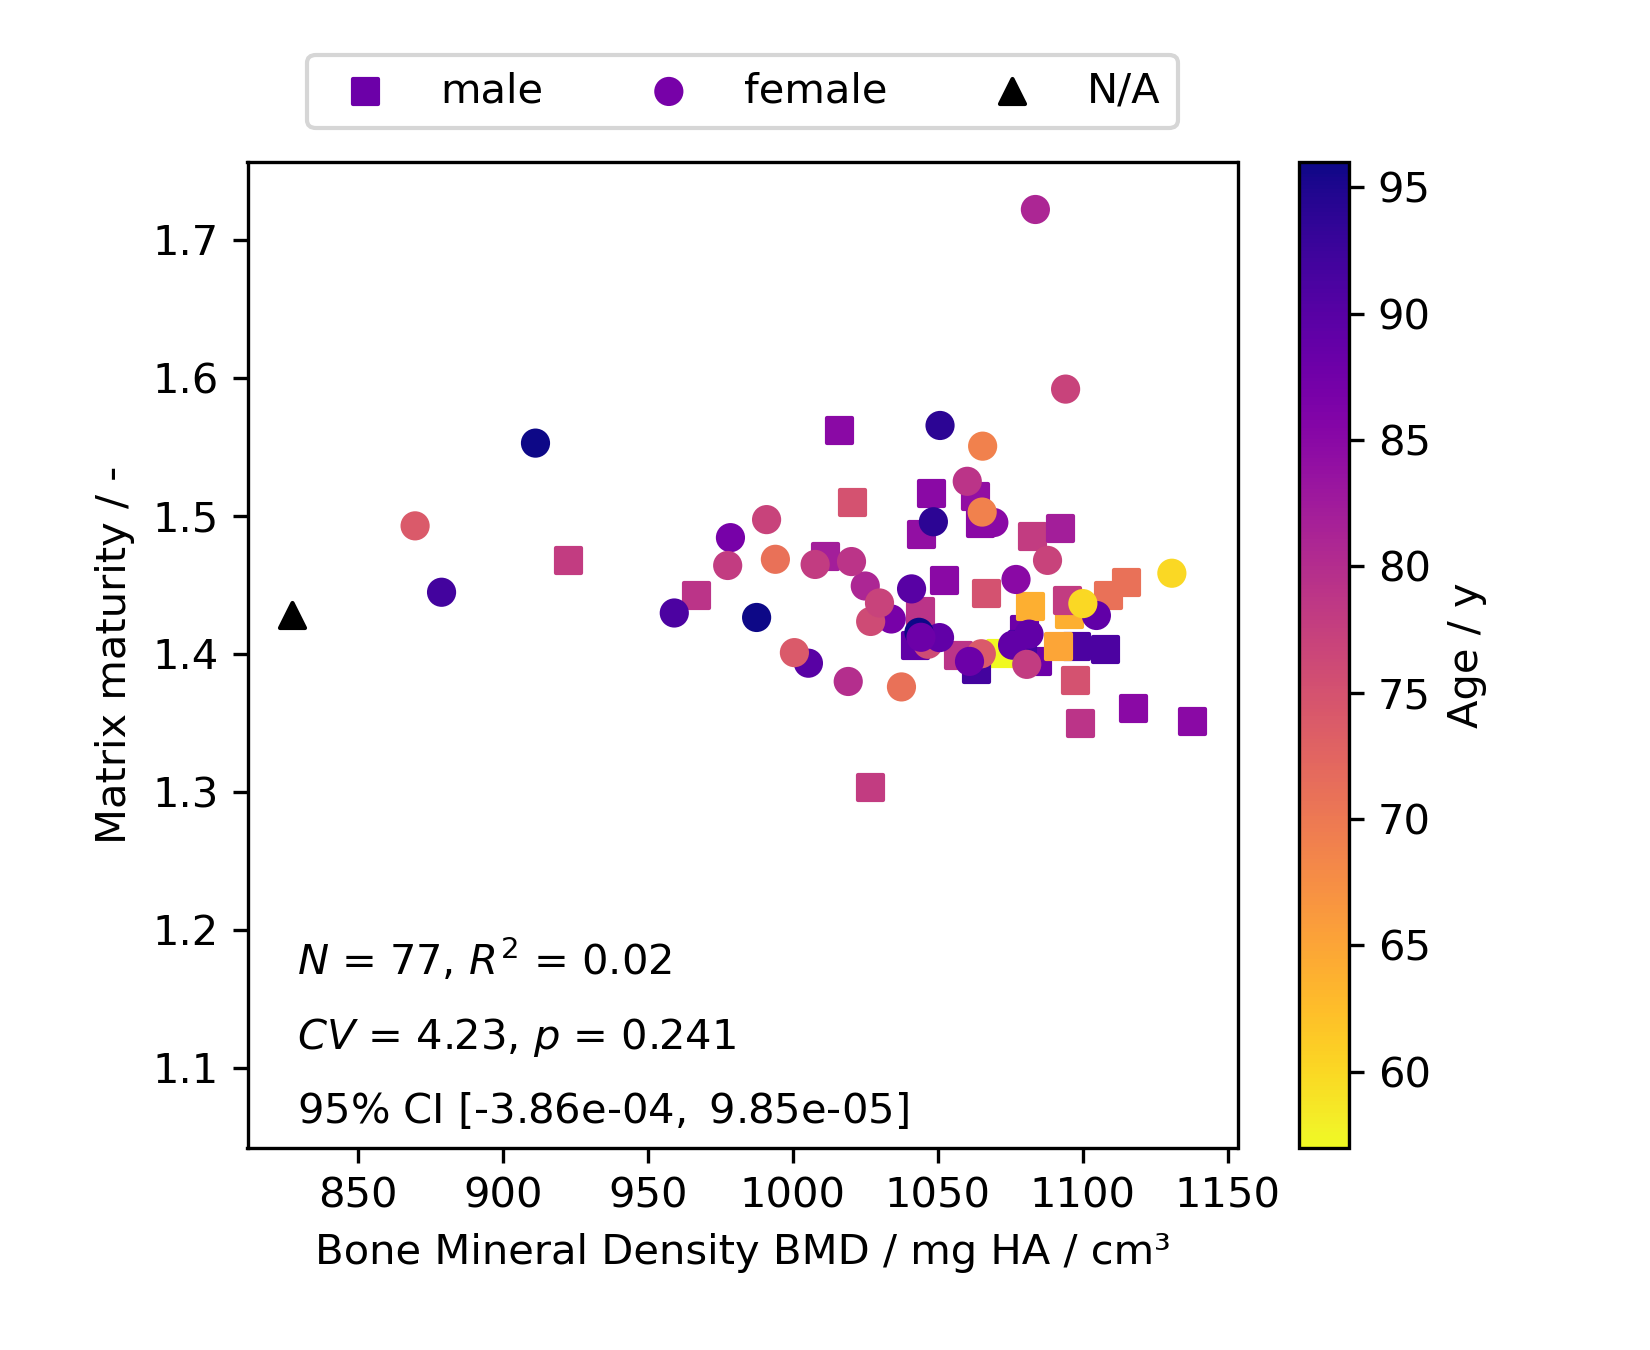 male female N/A
1.7
1.6
1.5
1.4
1.3
1.2
1.1
Matrix maturity / -
N = 77, R² = 0.02
CV = 4.23, p = 0.241
95% CI [-3.86e-04, 9.85e-05]
850 900 950 1000 1050 1100 1150
Bone Mineral Density BMD / mg HA / cm³
95
90
85
80
75
70
65
60
Age / y